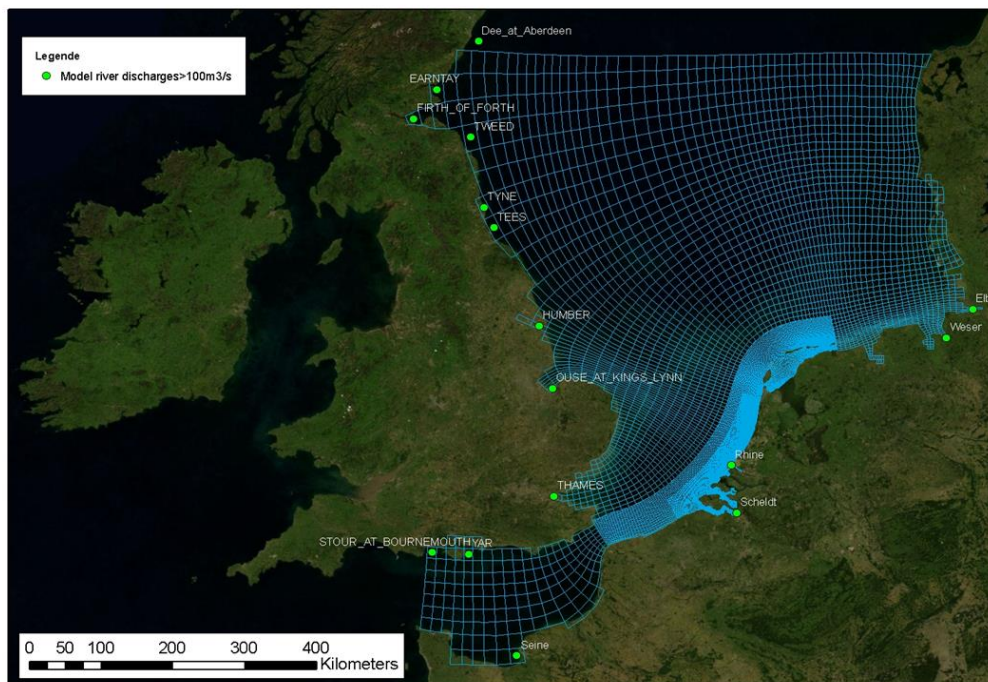 Legende
Model river discharges>100m3/s
Dee_at_Aberdeen
EARNTAY
FIRTH_OF_FORTH
TWEED
TYNE
TEES
HUMBER
Elb
Weser
OUSE_AT_KINGS_LYNN
Rhine
THAMES
Scheldt
STOUR_AT_BOURNEMOUTH
YAR
Seine
0 50 100 200 300 400
Kilometers